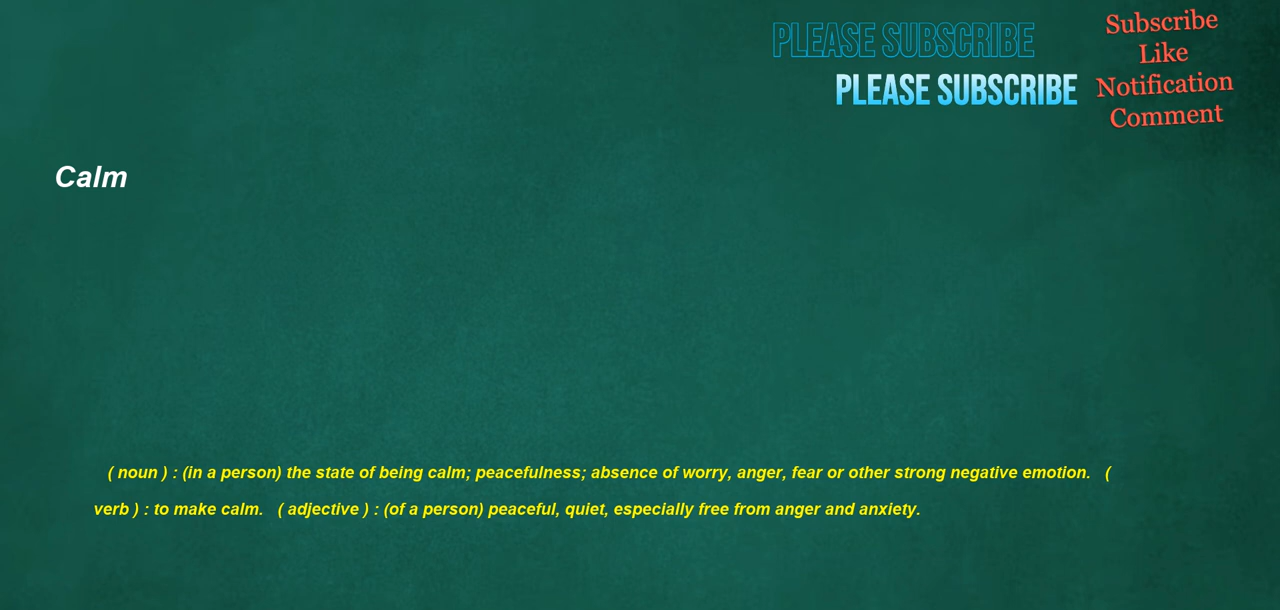 PLEASE SUBSCRIBE
PLEASE SUBSCRIBE
Subscribe
Like
Notification
Comment
Calm
( noun ) : (in a person) the state of being calm; peacefulness; absence of worry, anger, fear or other strong negative emotion. (
verb ) : to make calm. ( adjective ) : (of a person) peaceful, quiet, especially free from anger and anxiety.